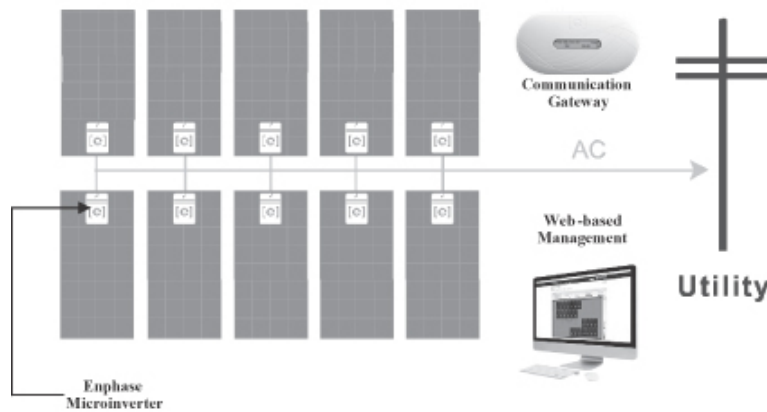 Communication
Gateway
AC
Web-based
Management
Utility
Enphase
Microinverter